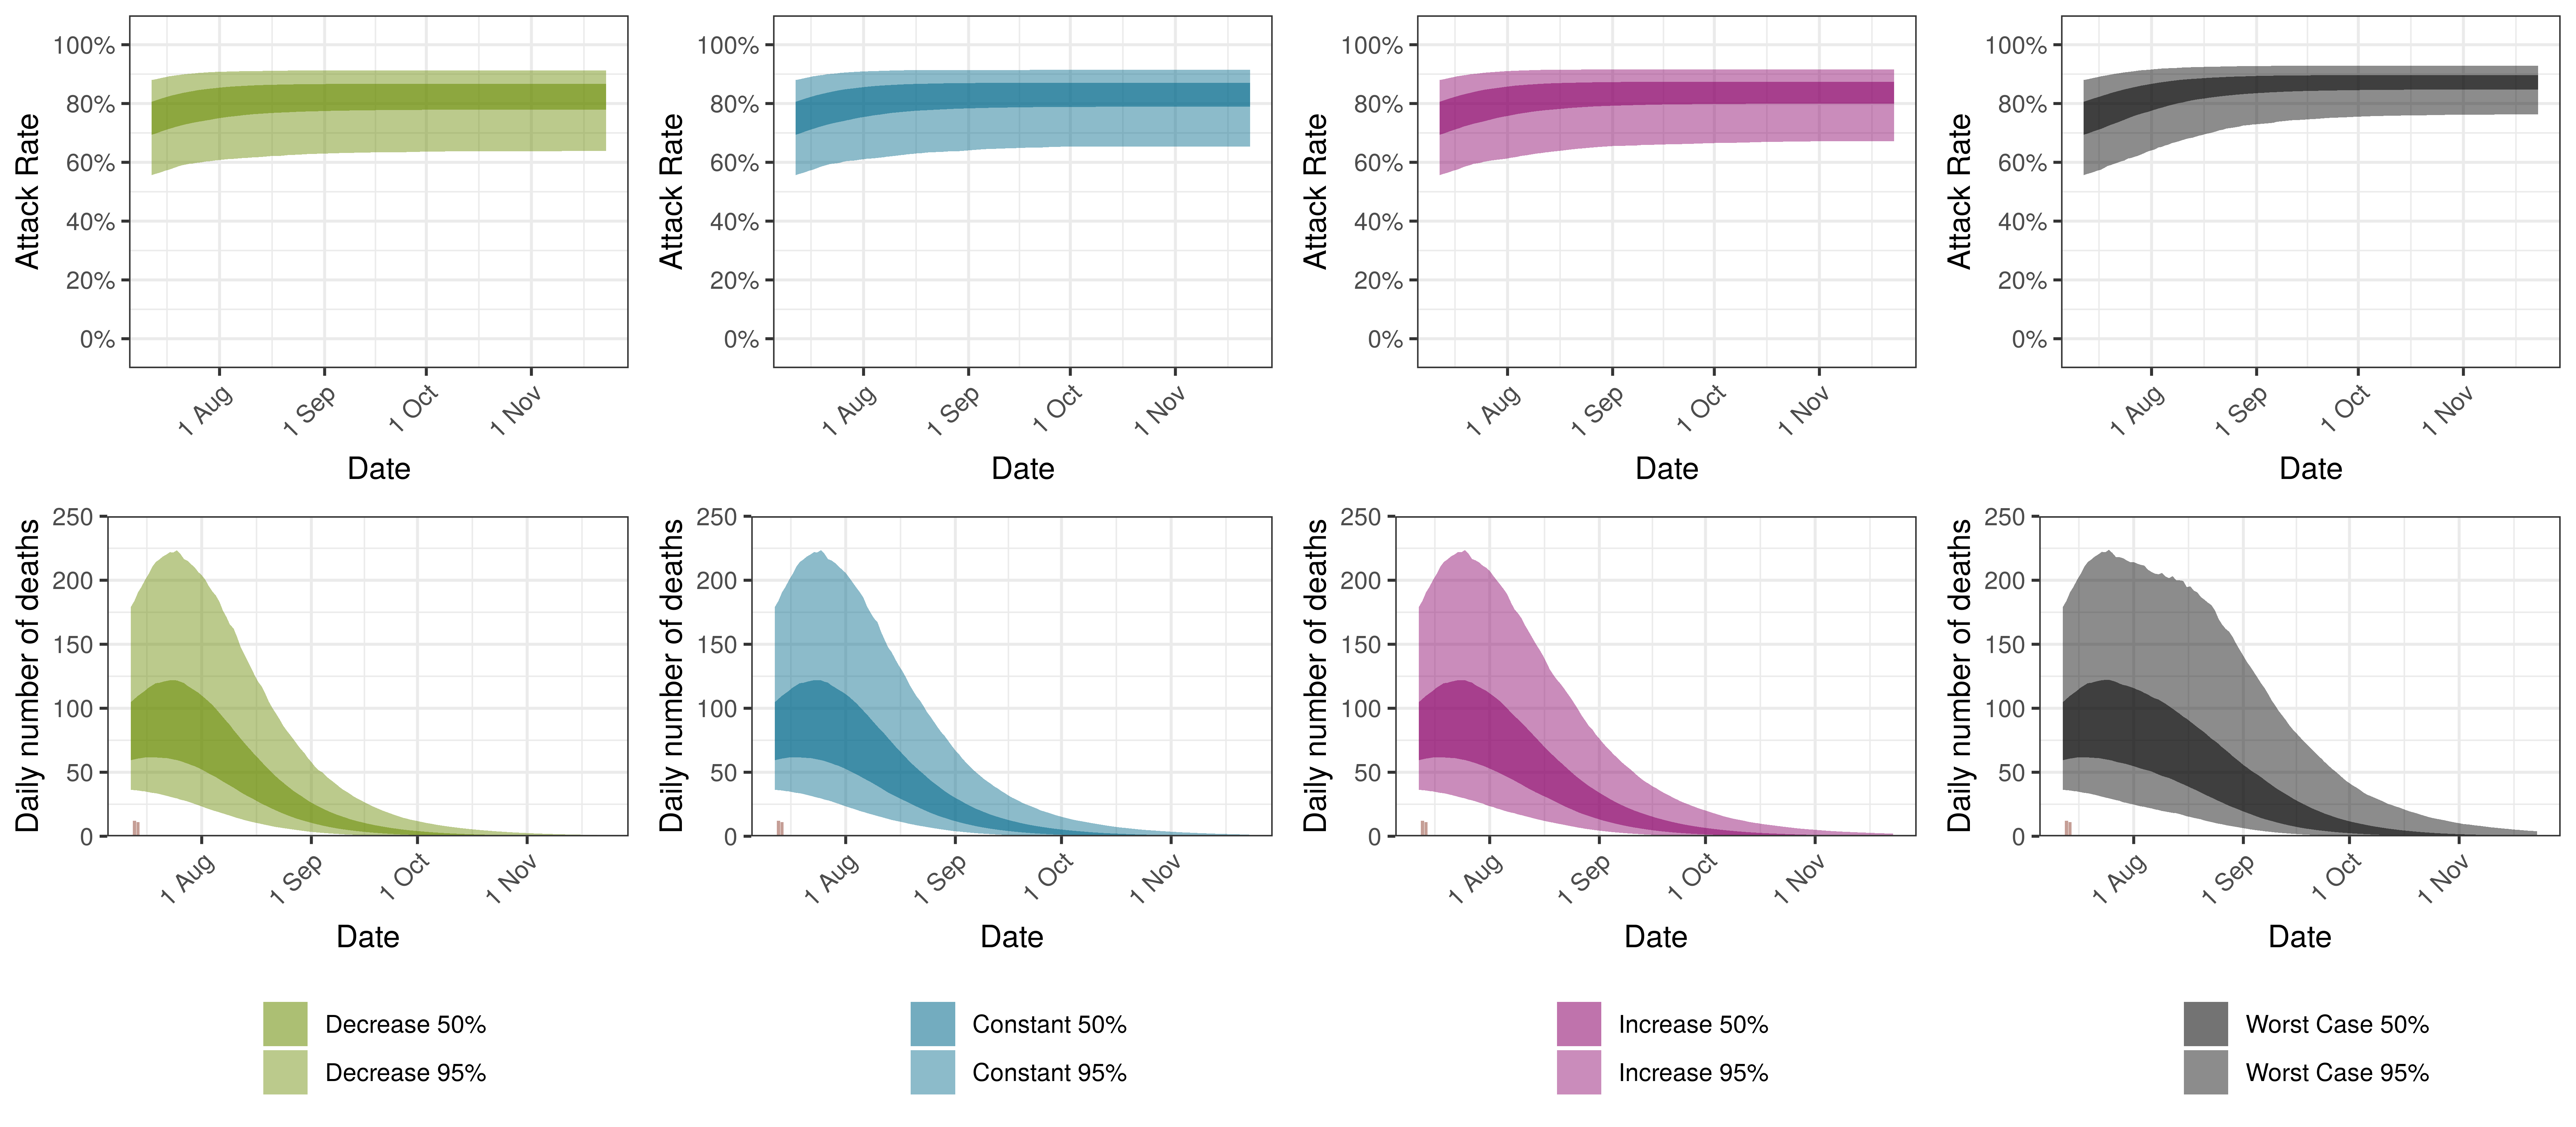 100%
80%
60%
40%
20%
0%
Attack Rate
1 Aug
1 Sep
1 Oct
1 Nov
Date
100%
80%
60%
40%
20%
0%
Attack Rate
1 Aug
1 Sep
1 Oct
1 Nov
Date
100%
80%
60%
40%
20%
0%
Attack Rate
1 Aug
1 Sep
1 Oct
1 Nov
Date
100%
80%
60%
40%
20%
0%
Attack Rate
1 Aug
1 Sep
1 Oct
1 Nov
Date
250
200
150
100
50
0
Daily number of deaths
1 Aug
1 Sep
1 Oct
1 Nov
Date
250
200
150
100
50
0
Daily number of deaths
1 Aug
1 Sep
1 Oct
1 Nov
Date
250
200
150
100
50
0
Daily number of deaths
1 Aug
1 Sep
1 Oct
1 Nov
Date
250
200
150
100
50
0
Daily number of deaths
1 Aug
1 Sep
1 Oct
1 Nov
Date
Decrease 50%
Decrease 95%
Constant 50%
Constant 95%
Increase 50%
Increase 95%
Worst Case 50%
Worst Case 95%